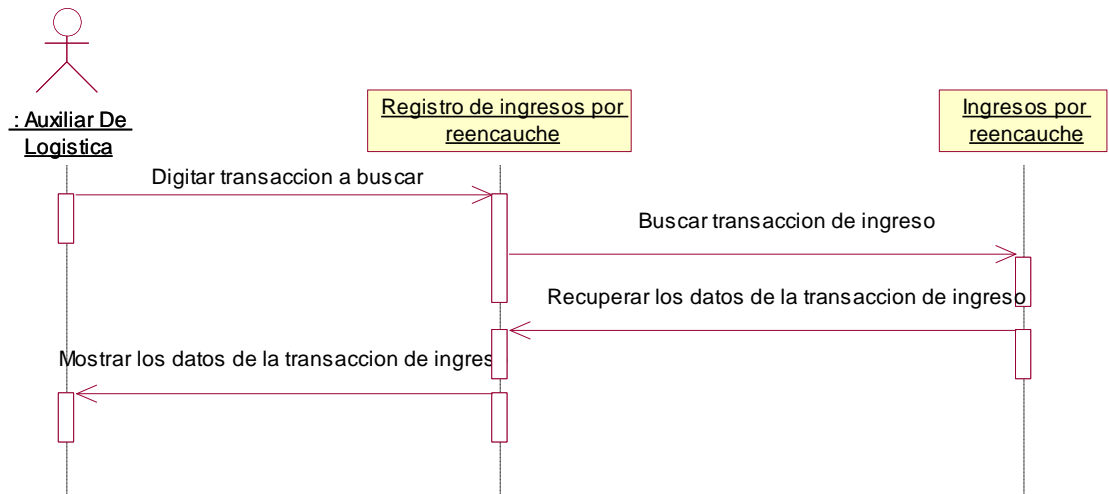 : Auxiliar De
Logistica
Registro de ingresos por
reencauche
Ingresos por
reencauche
Digitar transaccion a buscar
Buscar transaccion de ingreso
Recuperar los datos de la transaccion de ingreso
Mostrar los datos de la transaccion de ingres